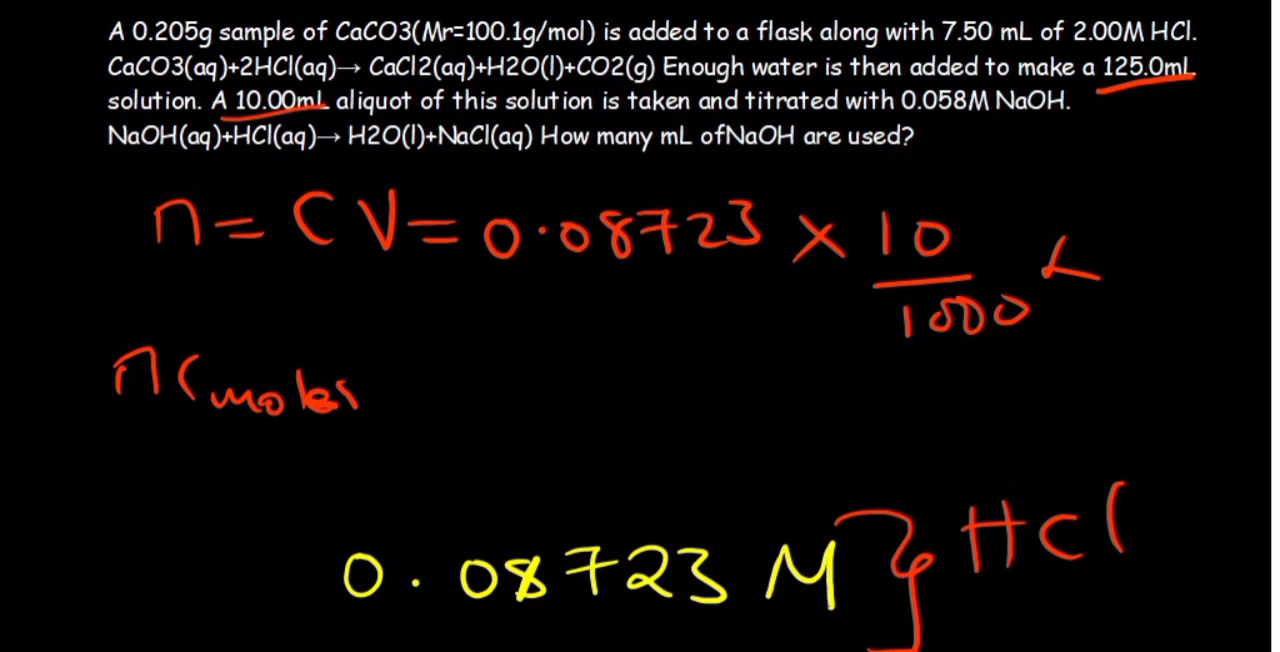 A 0.205g sample of CaCO3(Mr=100.1g/mol) is added to a flask along with 7.50 mL of 2.00M HCl.
CaCO3(aq)+2HCl(aq)→ CaCl2(aq)+H2O(l)+CO2(g) Enough water is then added to make a 125.0mL
solution. A 10.00mL aliquot of this solution is taken and titrated with 0.058M NaOH.
NaOH(aq)+HCl(aq)→ H2O(l)+NaCl(aq) How many mL ofNaOH are used?
n = CV = 0.08723 × 10/1000
n(moles
0.08723 M } HCl